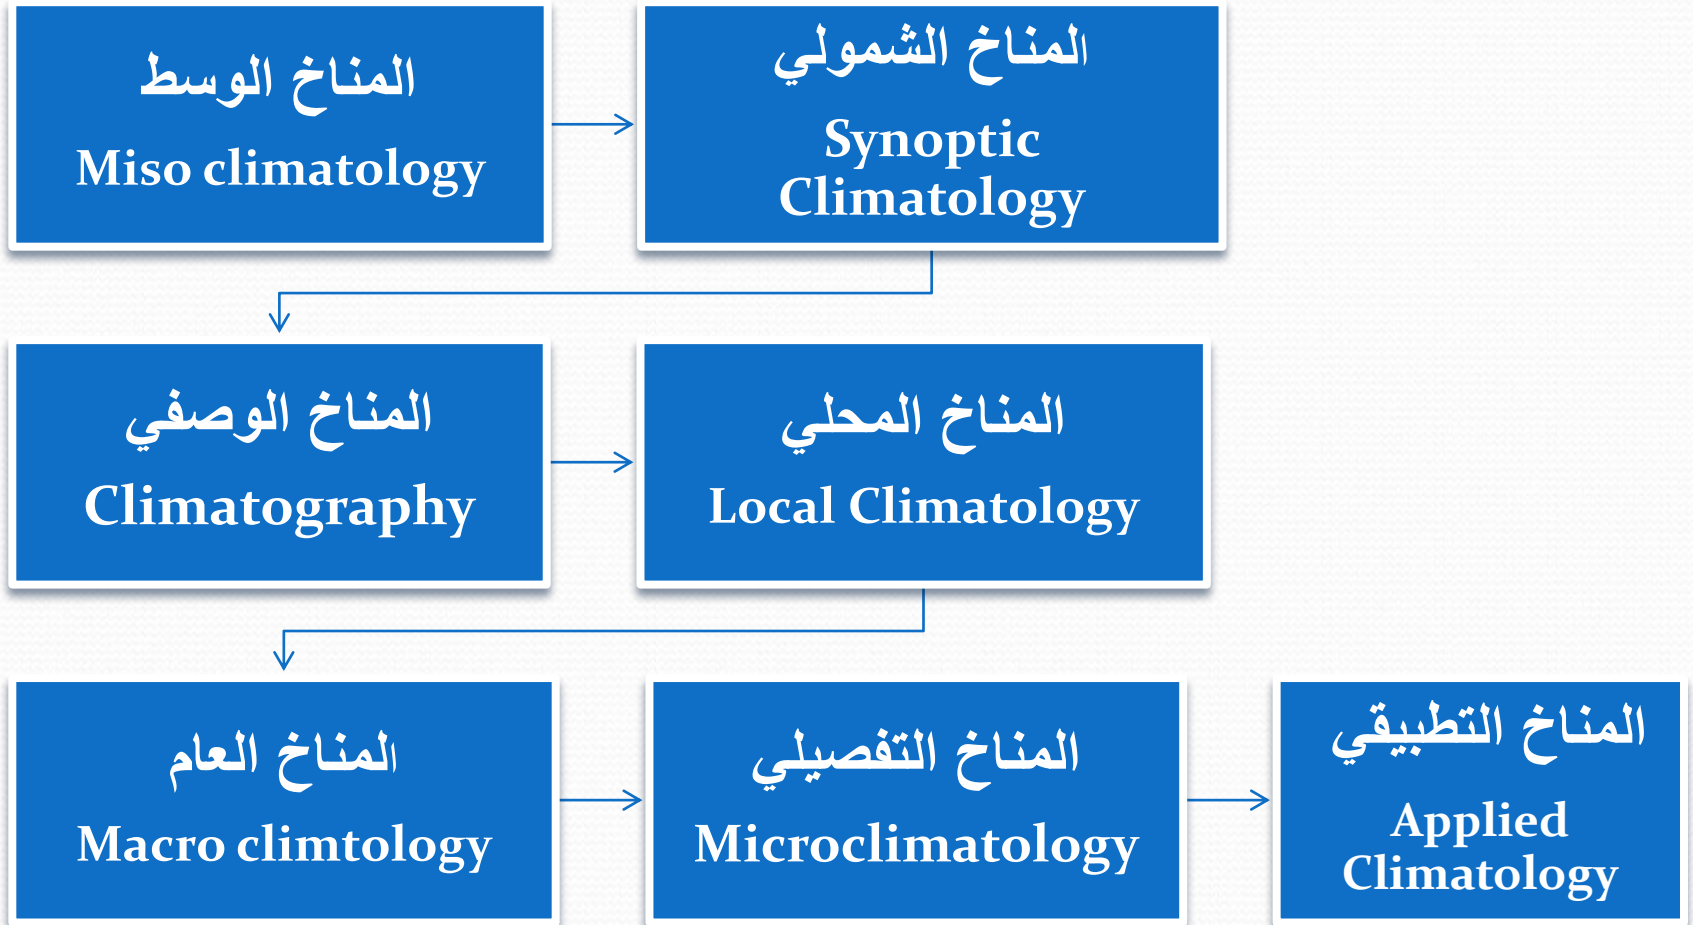 المناخ الوسط
Miso climatology
المناخ الشمولي
Synoptic
Climatology
المناخ الوصفي
Climatography
المناخ المحلي
Local Climatology
المناخ العام
Macro climtology
المناخ التفصيلي
Microclimatology
المناخ التطبيقي
Applied
Climatology